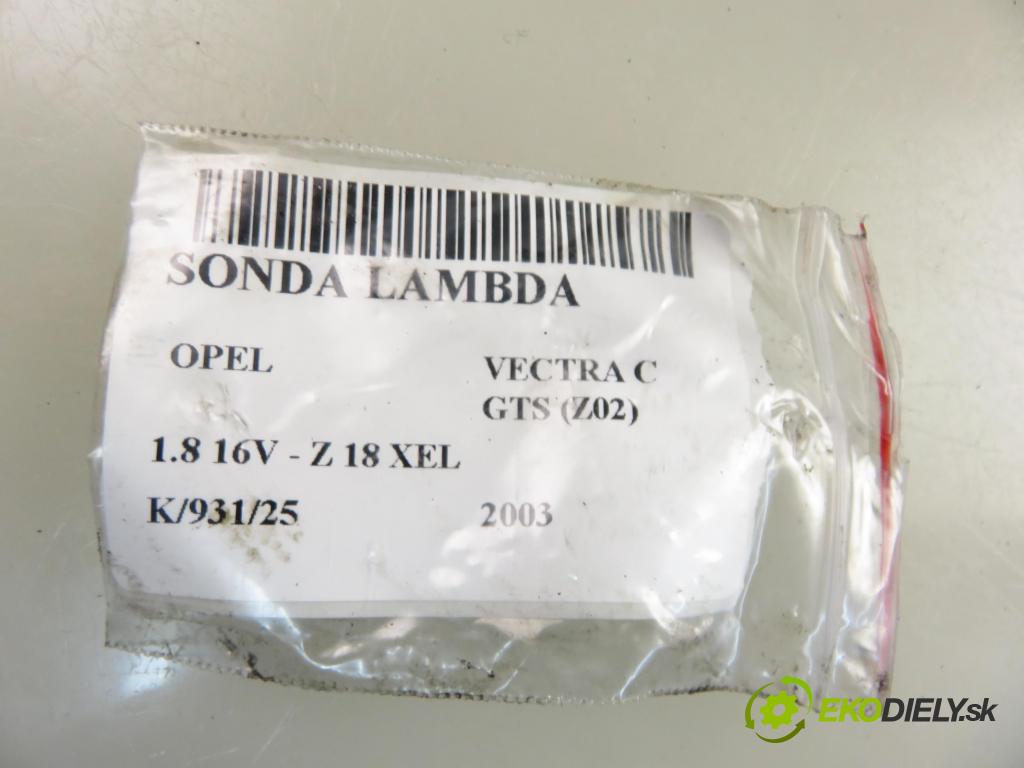 SONDA LAMBDA
OPEL VECTRA C
GTS (Z02)
1.8 16V - Z 18 XEL
K/931/25 2003
EKODIELY.sk